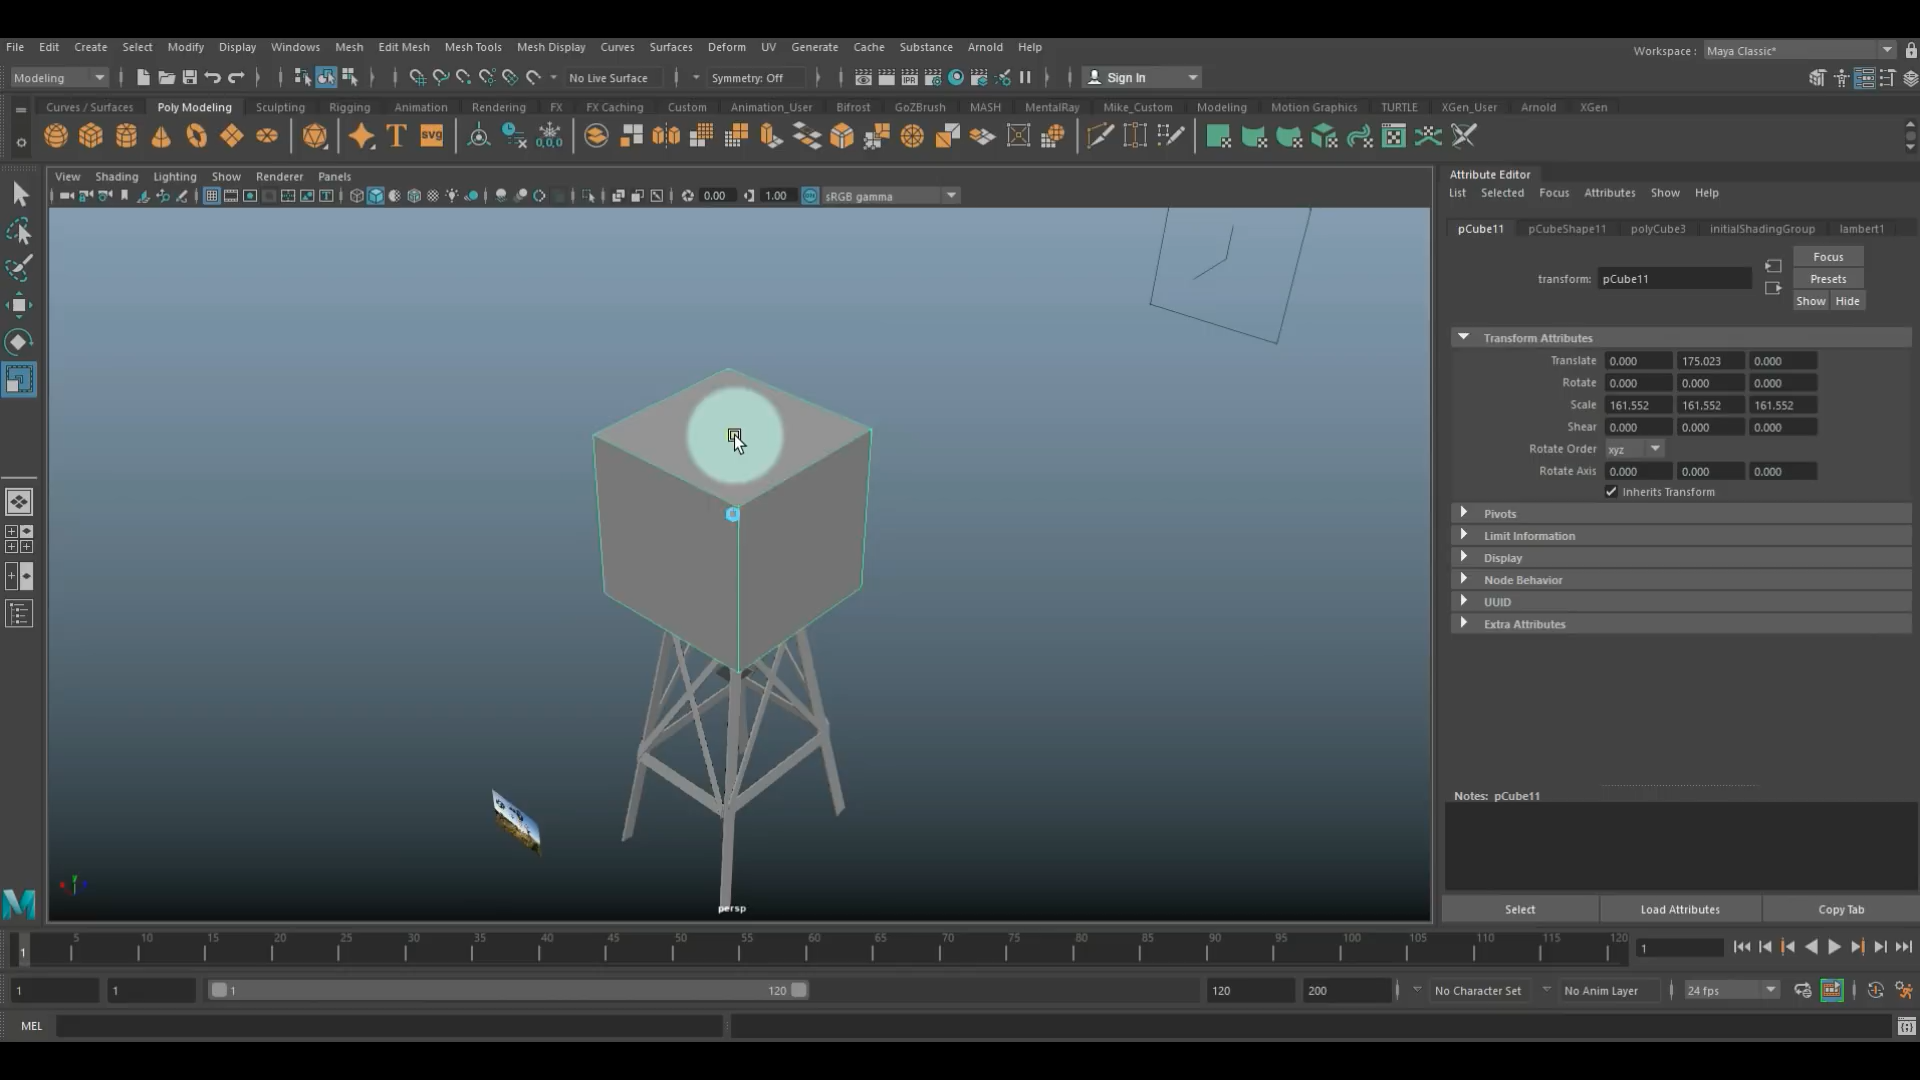 File Edit Create Select Modify Display Windows Mesh Edit Mesh Mesh Tools Mesh Display Curves Surfaces Deform UV Generate Cache Substance Arnold Help
Workspace : Maya Classic*
Modeling No Live Surface Symmetry: Off Sign In
Curves / Surfaces Poly Modeling Sculpting Rigging Animation Rendering FX FX Caching Custom Animation_User Bifrost GoZBrush MASH MentalRay Mike_Custom Modeling Motion Graphics TURTLE XGen_User Arnold XGen
T SVG 0,0,0
View Shading Lighting Show Renderer Panels
0.00 1.00 sRGB gamma
persp
Attribute Editor
List Selected Focus Attributes Show Help
pCube11 pCubeShape11 polyCube3 initialShadingGroup lambert1
transform: pCube11
Focus
Presets
Show Hide
Transform Attributes
Translate 0.000 175.023 0.000
Rotate 0.000 0.000 0.000
Scale 161.552 161.552 161.552
Shear 0.000 0.000 0.000
Rotate Order xyz
Rotate Axis 0.000 0.000 0.000
Inherits Transform
Pivots
Limit Information
Display
Node Behavior
UUID
Extra Attributes
Notes: pCube11
Select Load Attributes Copy Tab
5 10 15 20 25 30 35 40 45 50 55 60 65 70 75 80 85 90 95 100 105 110 115 120
1 1
1 1 1 120 120 200 No Character Set No Anim Layer 24 fps
MEL